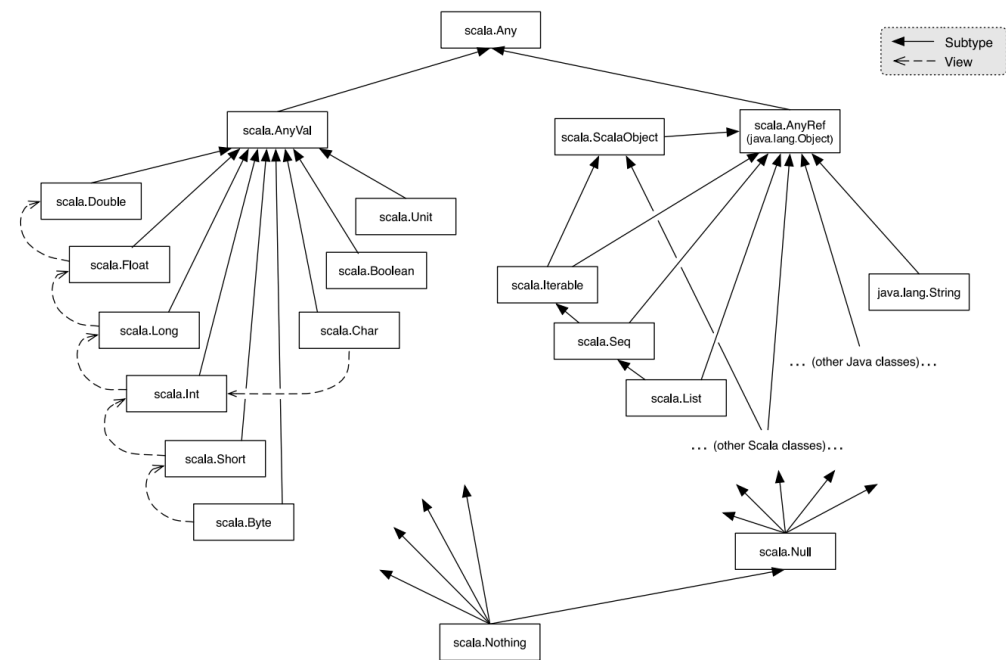 scala.Any
Subtype
View
scala.AnyVal
scala.ScalaObject
scala.AnyRef
(java.lang.Object)
scala.Double
scala.Unit
scala.Float
scala.Boolean
scala.Iterable
java.lang.String
scala.Long
scala.Char
scala.Seq
... (other Java classes)...
scala.Int
scala.List
... (other Scala classes)...
scala.Short
scala.Byte
scala.Null
scala.Nothing